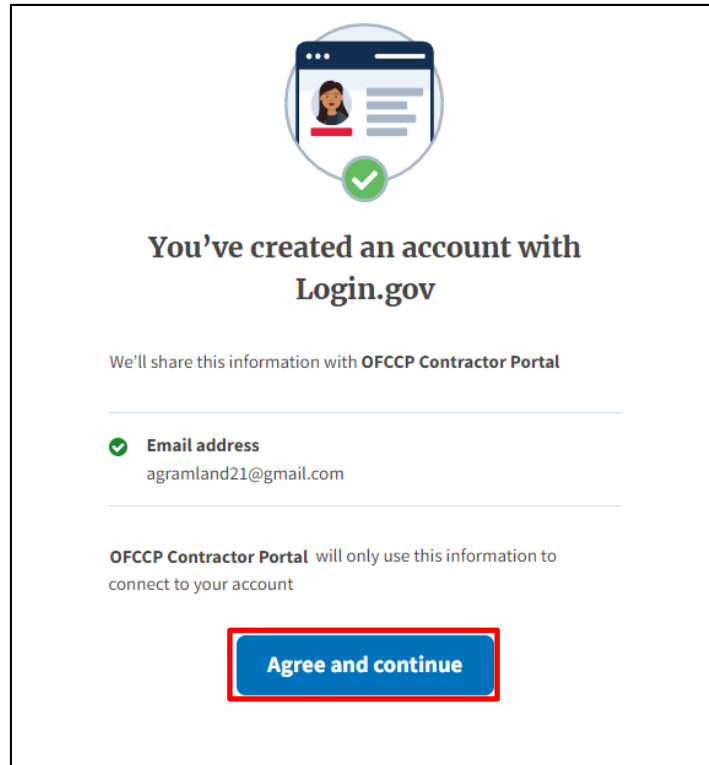 You’ve created an account with
Login.gov
We’ll share this information with OFCCP Contractor Portal
Email address
agramland21@gmail.com
OFCCP Contractor Portal will only use this information to
connect to your account
Agree and continue